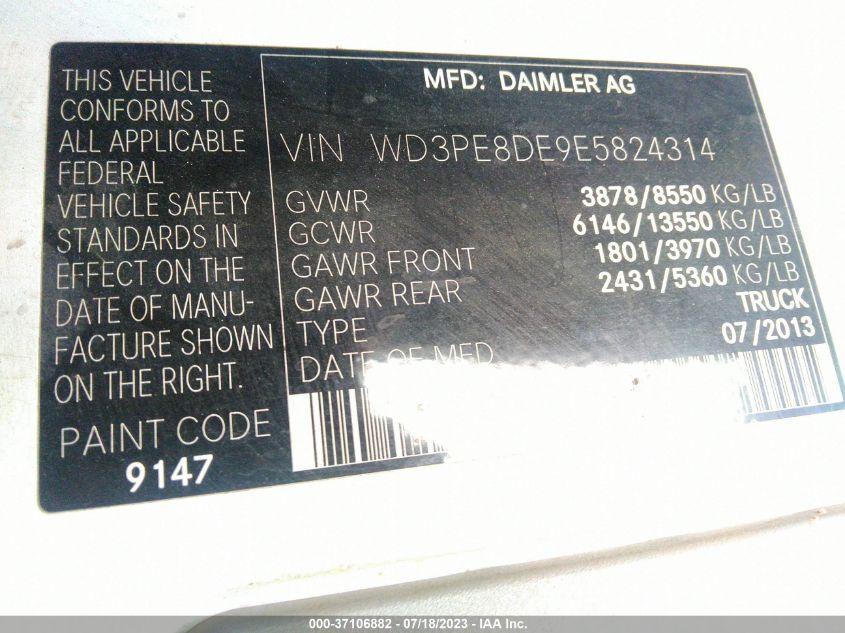 THIS VEHICLE
CONFORMS TO
ALL APPLICABLE
FEDERAL
VEHICLE SAFETY
STANDARDS IN
EFFECT ON THE
DATE OF MANU-
FACTURE SHOWN
ON THE RIGHT.
PAINT CODE
9147
MFD: DAIMLER AG
VIN WD3PE8DE9E5824314
GVWR 3878/8550 KG/LB
GCWR 6146/13550 KG/LB
GAWR FRONT 1801/3970 KG/LB
GAWR REAR 2431/5360 KG/LB
TYPE TRUCK
DATE OF MFD 07/2013
000-37106882 - 07/18/2023 - IAA Inc.